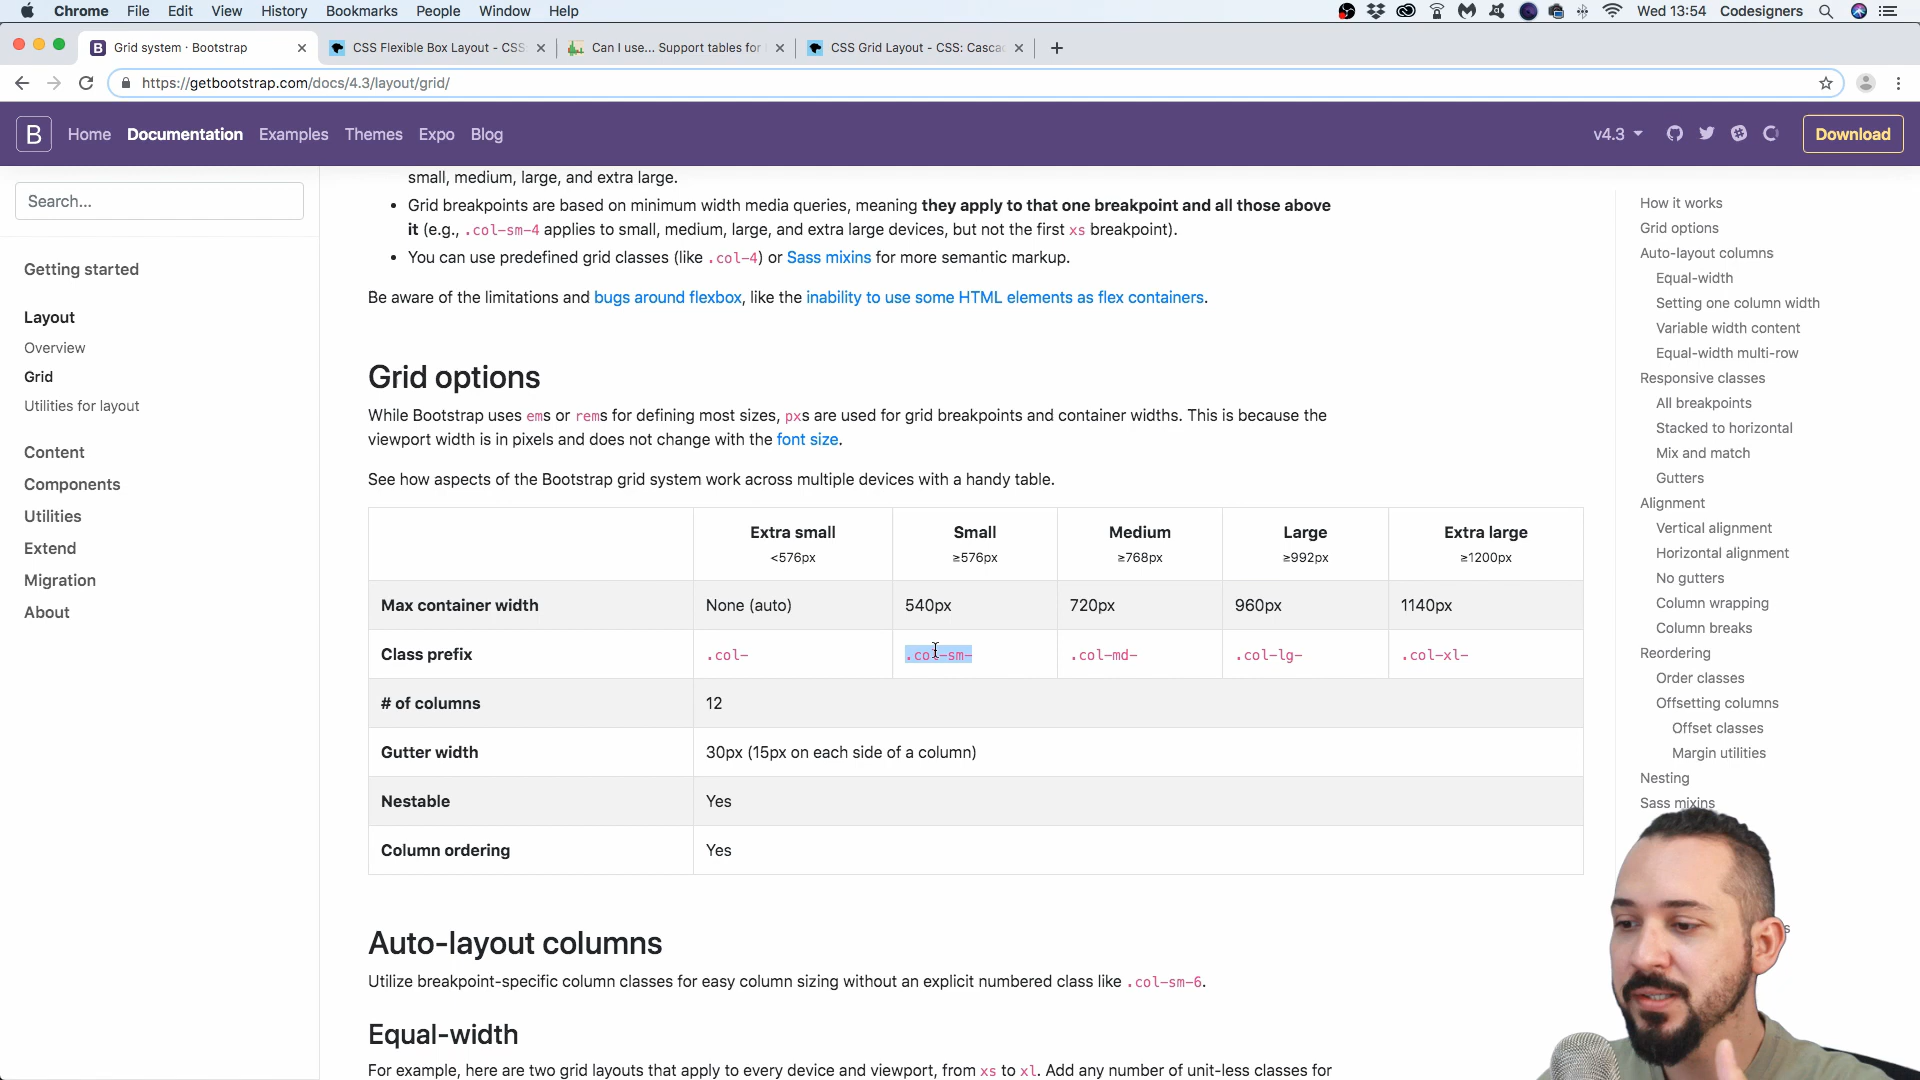 Chrome File Edit View History Bookmarks People Window Help
Wed 13:54 Codesigners
Grid system · Bootstrap
CSS Flexible Box Layout - CSS
Can I use... Support tables for
CSS Grid Layout - CSS: Casca
https://getbootstrap.com/docs/4.3/layout/grid/
B Home Documentation Examples Themes Expo Blog
v4.3
Download
Search...
Getting started
Layout
Overview
Grid
Utilities for layout
Content
Components
Utilities
Extend
Migration
About
small, medium, large, and extra large.
• Grid breakpoints are based on minimum width media queries, meaning they apply to that one breakpoint and all those above
it (e.g., .col-sm-4 applies to small, medium, large, and extra large devices, but not the first xs breakpoint).
• You can use predefined grid classes (like .col-4) or Sass mixins for more semantic markup.
Be aware of the limitations and bugs around flexbox, like the inability to use some HTML elements as flex containers.
Grid options
While Bootstrap uses ems or rems for defining most sizes, pxs are used for grid breakpoints and container widths. This is because the
viewport width is in pixels and does not change with the font size.
See how aspects of the Bootstrap grid system work across multiple devices with a handy table.
Extra small Small Medium Large Extra large
<576px ≥576px ≥768px ≥992px ≥1200px
Max container width None (auto) 540px 720px 960px 1140px
Class prefix .col- .col-sm- .col-md- .col-lg- .col-xl-
# of columns 12
Gutter width 30px (15px on each side of a column)
Nestable Yes
Column ordering Yes
Auto-layout columns
Utilize breakpoint-specific column classes for easy column sizing without an explicit numbered class like .col-sm-6.
Equal-width
For example, here are two grid layouts that apply to every device and viewport, from xs to xl. Add any number of unit-less classes for
How it works
Grid options
Auto-layout columns
Equal-width
Setting one column width
Variable width content
Equal-width multi-row
Responsive classes
All breakpoints
Stacked to horizontal
Mix and match
Gutters
Alignment
Vertical alignment
Horizontal alignment
No gutters
Column wrapping
Column breaks
Reordering
Order classes
Offsetting columns
Offset classes
Margin utilities
Nesting
Sass mixins